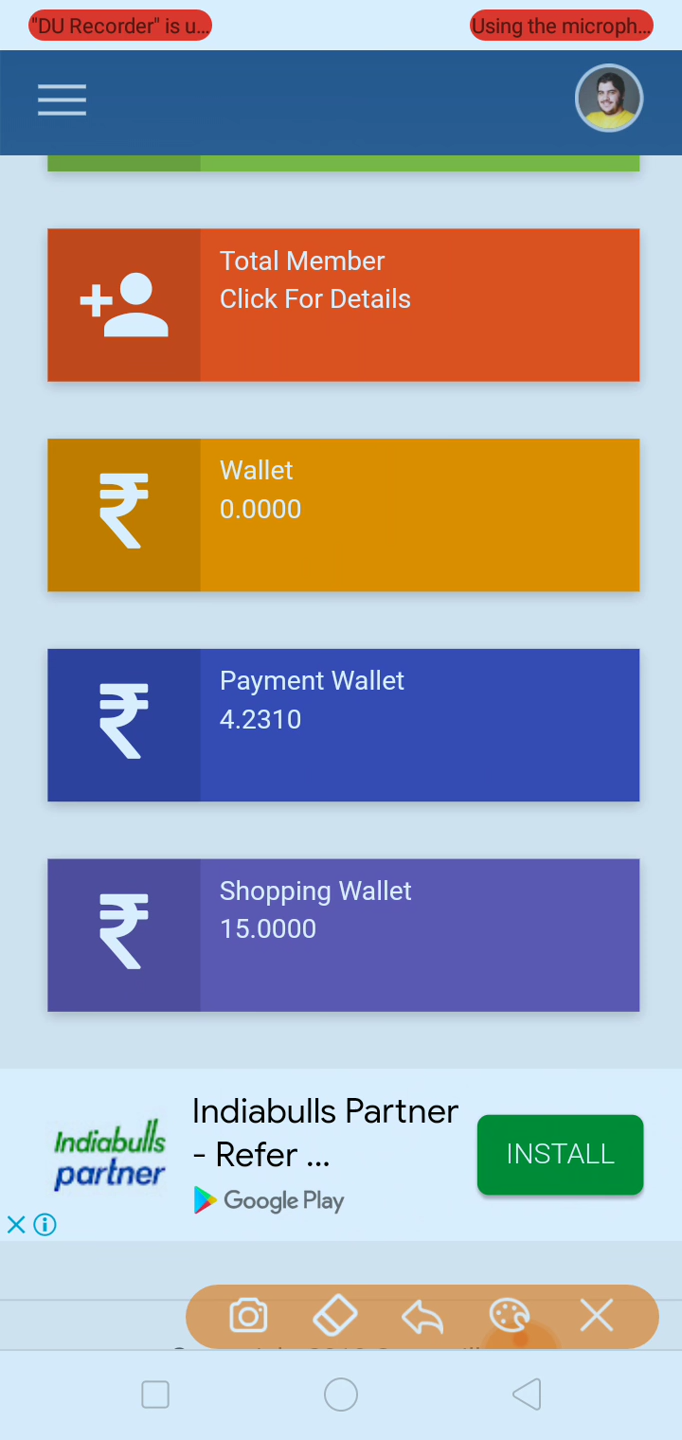 "DU Recorder" is u...
Using the microph...
Total Member
Click For Details
Wallet
0.0000
Payment Wallet
4.2310
Shopping Wallet
15.0000
Indiabulls
partner
Indiabulls Partner
- Refer ...
Google Play
INSTALL